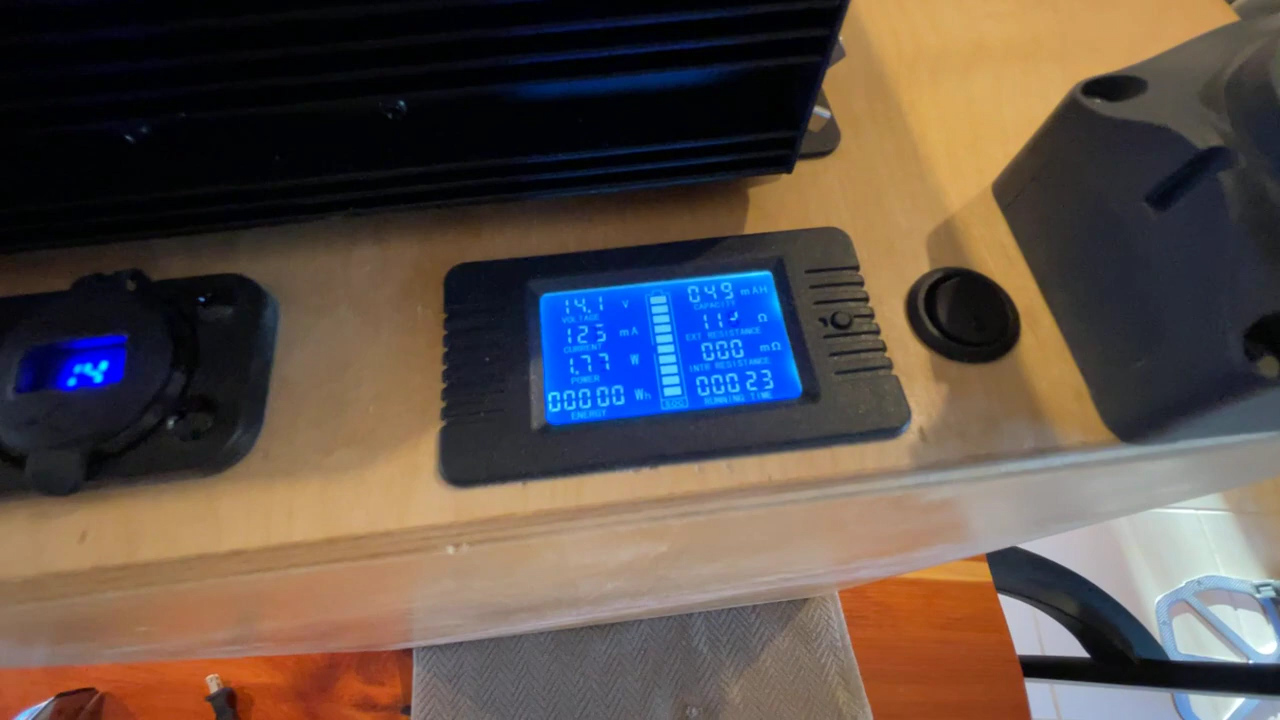 14.1 V
VOLTAGE
mA
CURRENT
1.77 W
POWER
00000 Wh
ENERGY
SOC
049 mAH
CAPACITY
Ω
EXT RESISTANCE
000 mΩ
INTR RESISTANCE
00023
RUNNING TIME